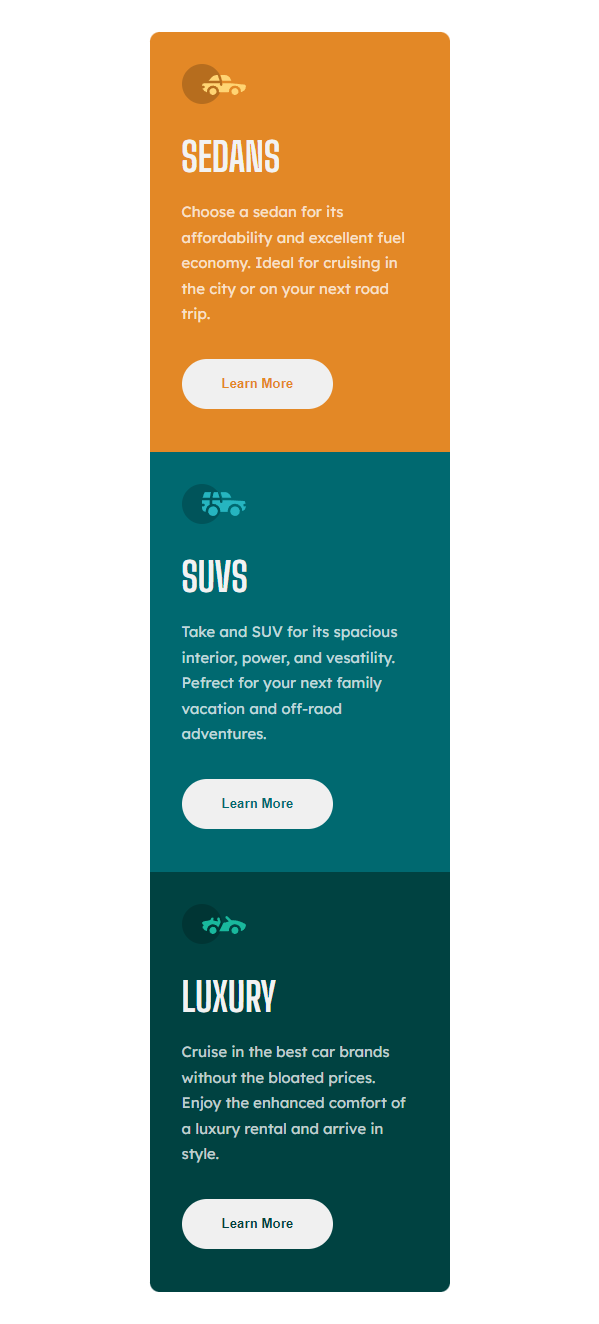 SEDANS
Choose a sedan for its
affordability and excellent fuel
economy. Ideal for cruising in
the city or on your next road
trip.
Learn More
SUVS
Take and SUV for its spacious
interior, power, and vesatility.
Pefrect for your next family
vacation and off-raod
adventures.
Learn More
LUXURY
Cruise in the best car brands
without the bloated prices.
Enjoy the enhanced comfort of
a luxury rental and arrive in
style.
Learn More